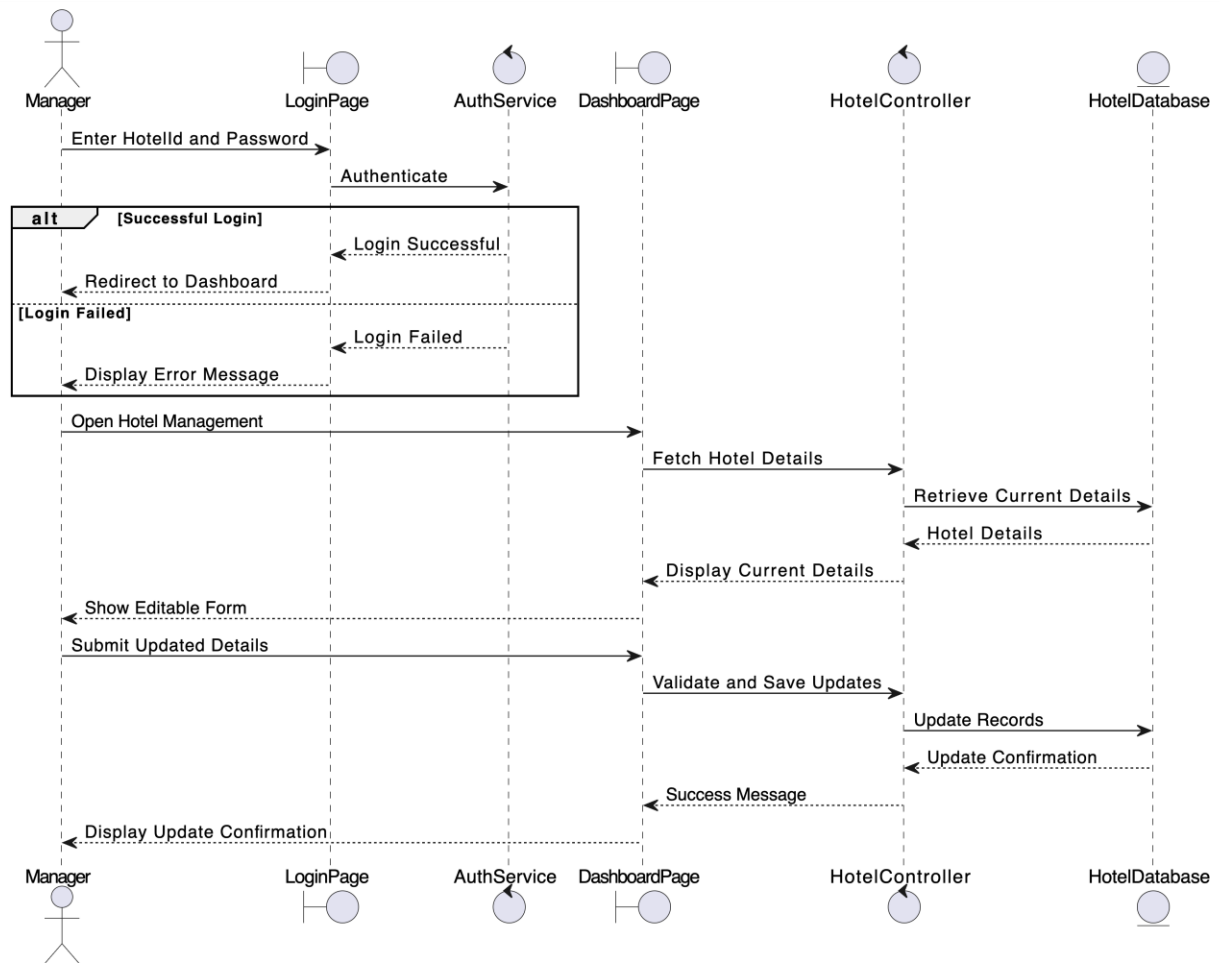 Manager LoginPage AuthService DashboardPage HotelController HotelDatabase
Enter HotelId and Password
Authenticate
alt [Successful Login]
Login Successful
Redirect to Dashboard
[Login Failed]
Login Failed
Display Error Message
Open Hotel Management
Fetch Hotel Details
Retrieve Current Details
Hotel Details
Display Current Details
Show Editable Form
Submit Updated Details
Validate and Save Updates
Update Records
Update Confirmation
Success Message
Display Update Confirmation
Manager LoginPage AuthService DashboardPage HotelController HotelDatabase